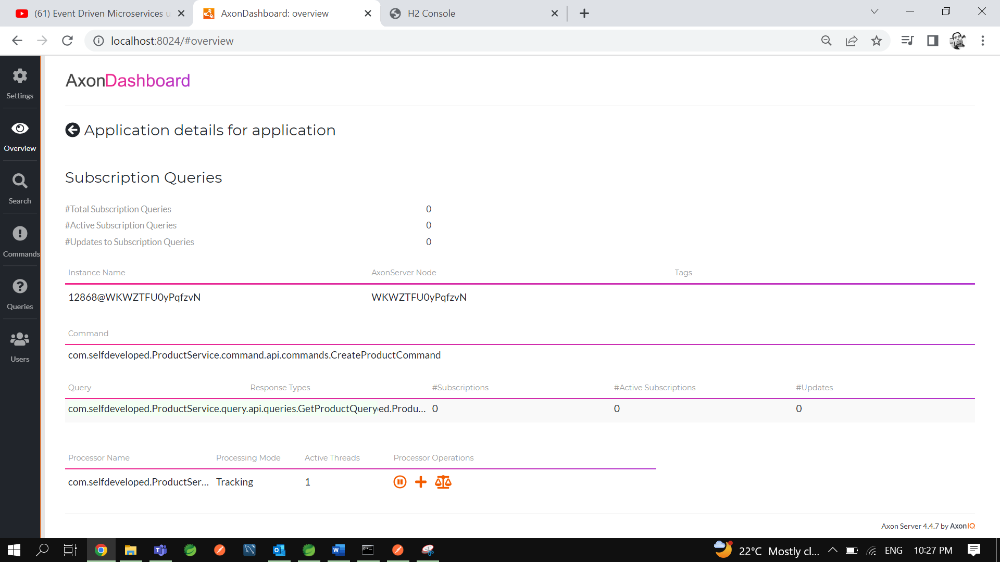 (61) Event Driven Microservices u
AxonDashboard: overview
H2 Console
localhost:8024/#overview
AxonDashboard
Settings
Overview
Search
Commands
Queries
Users
Application details for application
Subscription Queries
#Total Subscription Queries 0
#Active Subscription Queries 0
#Updates to Subscription Queries 0
Instance Name AxonServer Node Tags
12868@WKWZTFU0yPqfzvN WKWZTFU0yPqfzvN
Command
com.selfdeveloped.ProductService.command.api.commands.CreateProductCommand
Query Response Types #Subscriptions #Active Subscriptions #Updates
com.selfdeveloped.ProductService.query.api.queries.GetProductQueryed.Produ... 0 0 0
Processor Name Processing Mode Active Threads Processor Operations
com.selfdeveloped.ProductSer... Tracking 1
Axon Server 4.4.7 by AxonIQ
22°C Mostly cl... ENG 10:27 PM